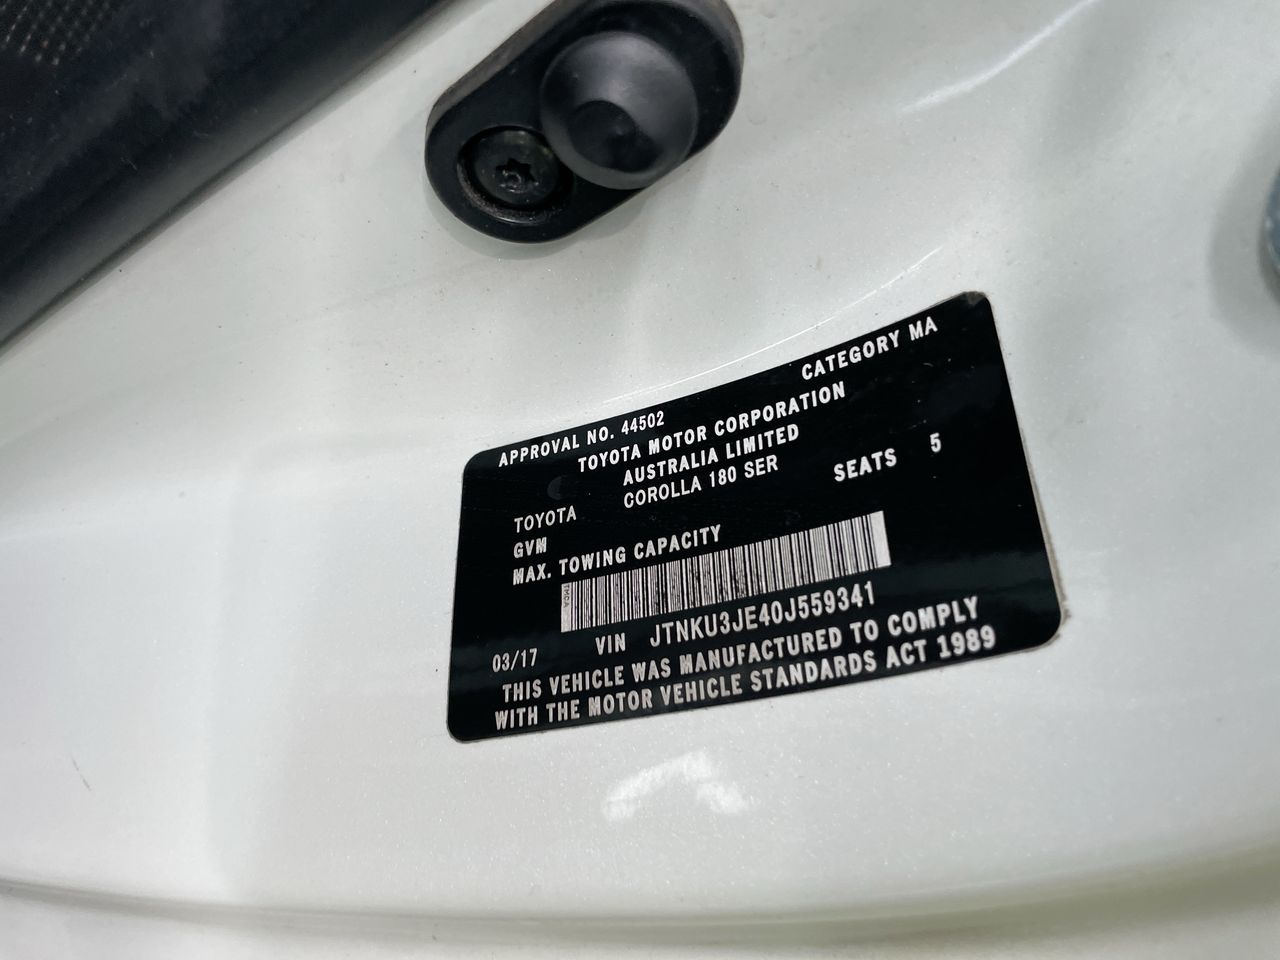 APPROVAL NO. 44502 CATEGORY MA
TOYOTA MOTOR CORPORATION
AUSTRALIA LIMITED
TOYOTA COROLLA 180 SER SEATS 5
GVM
MAX. TOWING CAPACITY
TMCA
03/17 VIN JTNKU3JE40J559341
THIS VEHICLE WAS MANUFACTURED TO COMPLY
WITH THE MOTOR VEHICLE STANDARDS ACT 1989